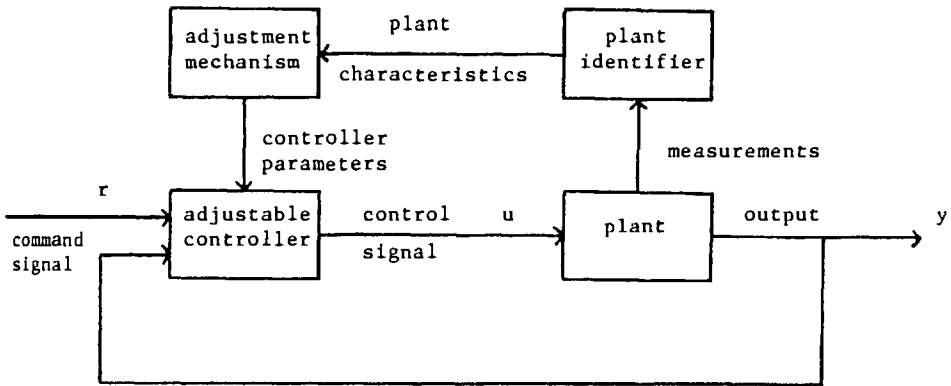 adjustment
mechanism
plant
characteristics
plant
identifier
controller
parameters
measurements
r
command
signal
adjustable
controller
control u
signal
plant
output
y